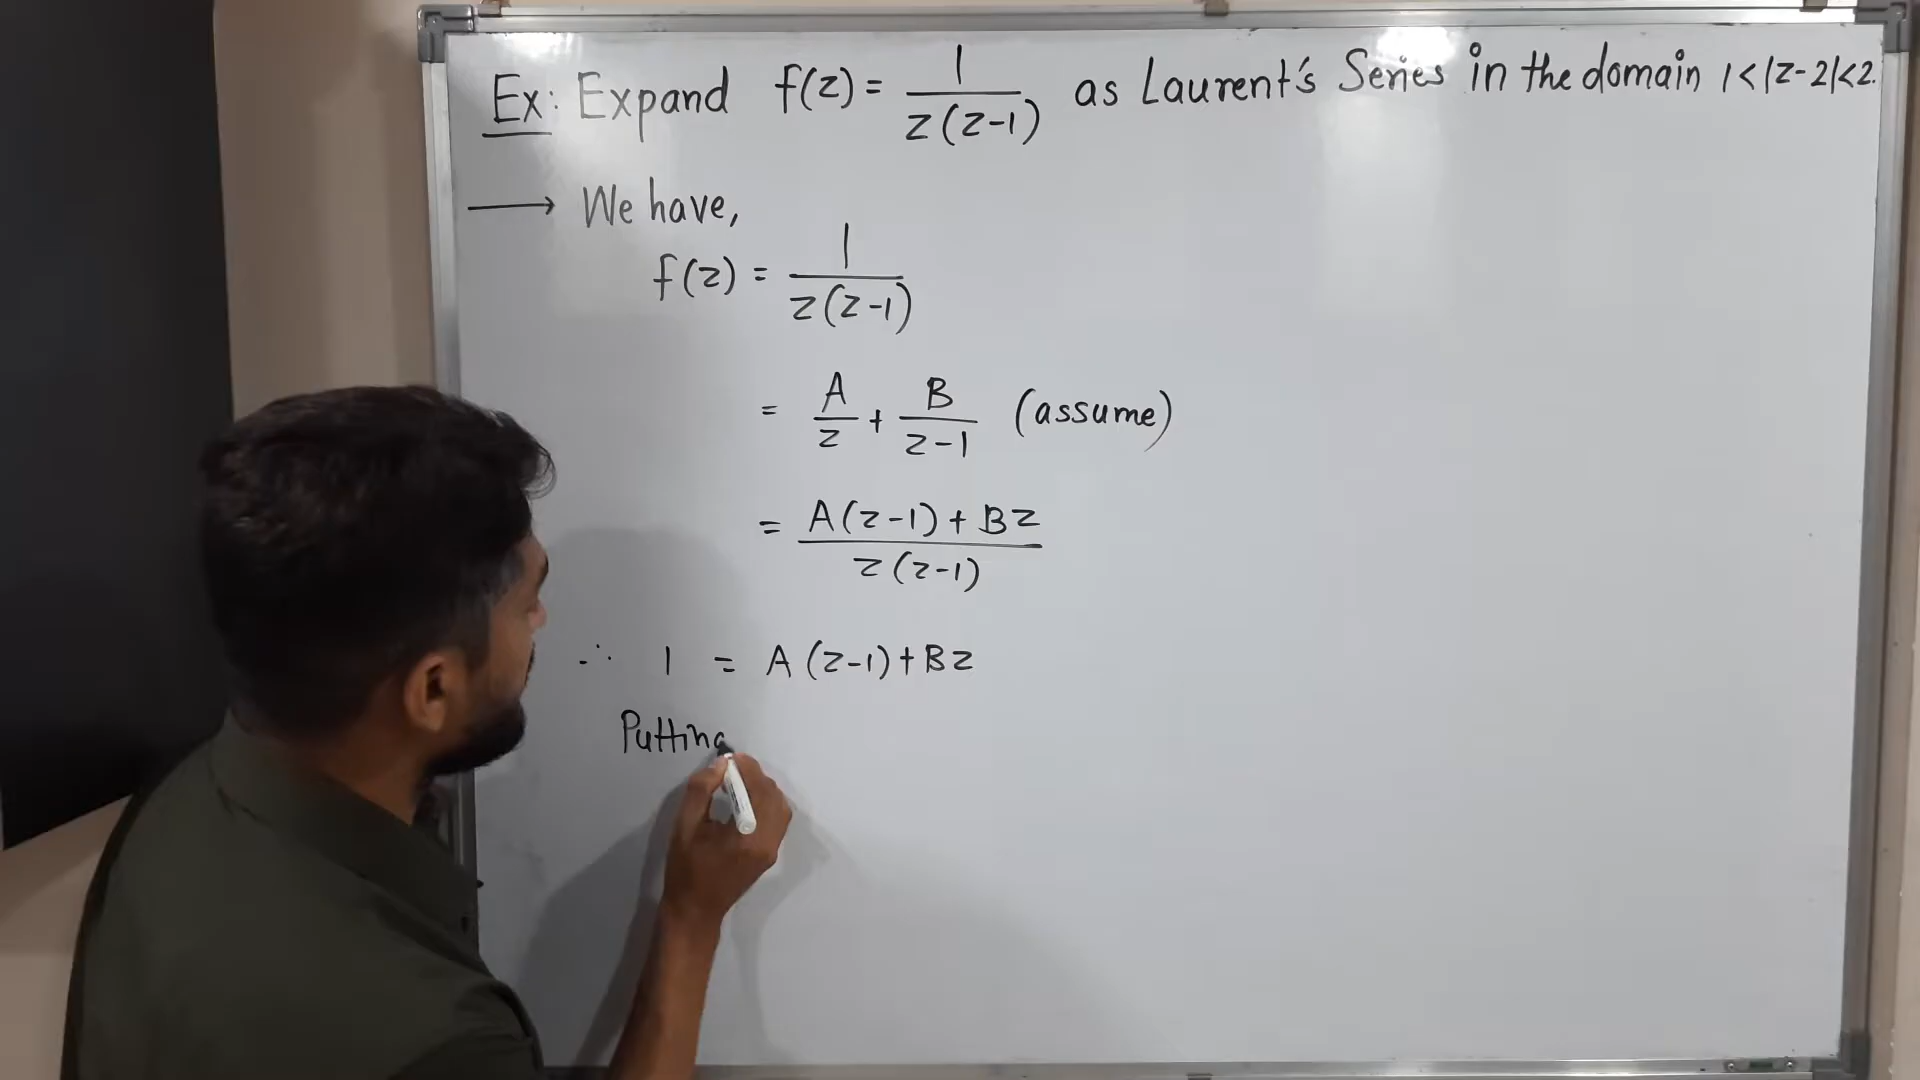 Ex: Expand f(z) = 1/z(z-1) as Laurent's Series in the domain 1<|z-2|<2.
⟶ We have,
f(z) = 1/z(z-1)
= A/z + B/z-1 (assume)
= A(z-1)+Bz/z(z-1)
∴ 1 = A(z-1)+Bz
Putting